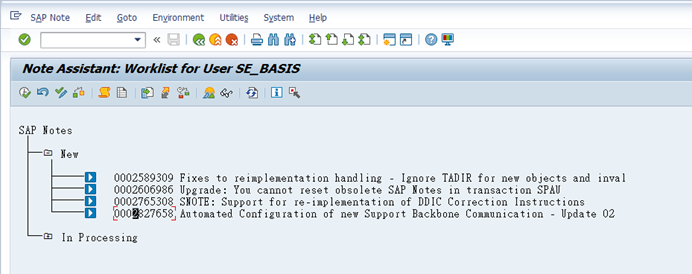 SAP Note Edit Goto Environment Utilities System Help
Note Assistant: Worklist for User SE_BASIS
SAP Notes
New
0002589309 Fixes to reimplementation handling - Ignore TADIR for new objects and inval
0002606986 Upgrade: You cannot reset obsolete SAP Notes in transaction SPAU
0002765308 SNOTE: Support for re-implementation of DDIC Correction Instructions
0002827658 Automated Configuration of new Support Backbone Communication - Update 02
In Processing